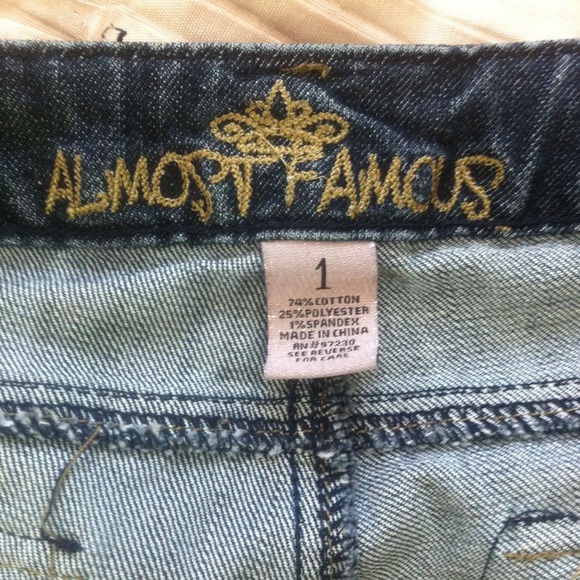 ALMOST FAMOUS
1
74% COTTON
25% POLYESTER
1% SPANDEX
MADE IN CHINA
RN# 97230
SEE REVERSE
FOR CARE